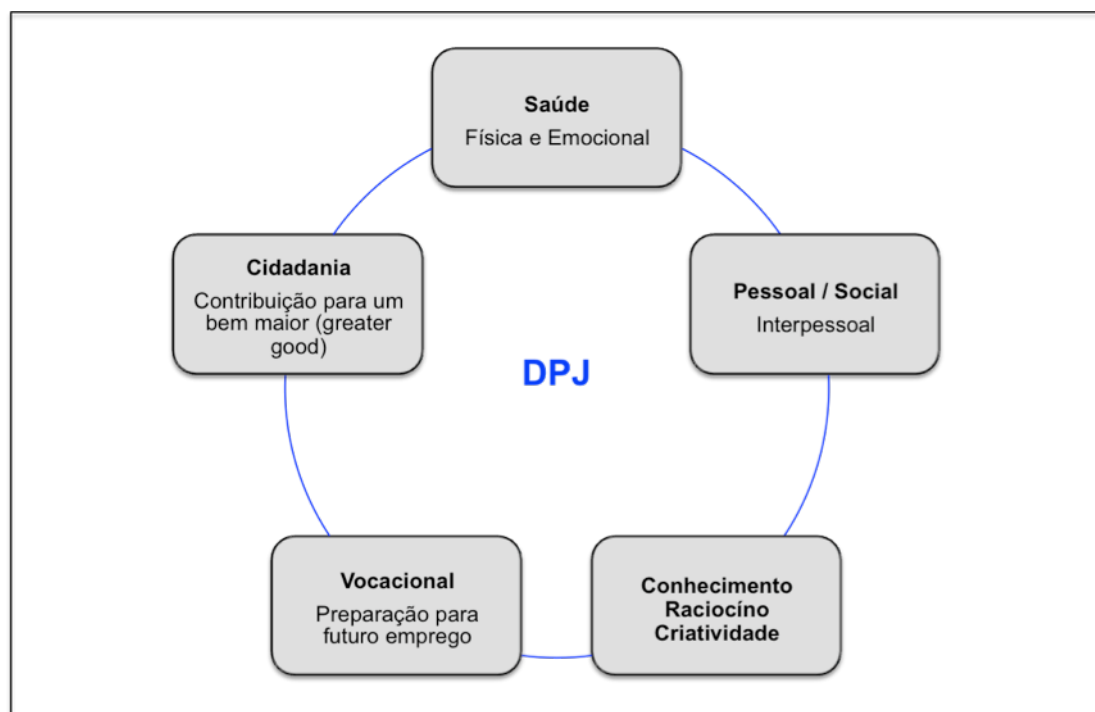 Saúde
Física e Emocional
Cidadania
Contribuição para um
bem maior (greater
good)
Pessoal / Social
Interpessoal
DPJ
Vocacional
Preparação para
futuro emprego
Conhecimento
Raciocíno
Criatividade